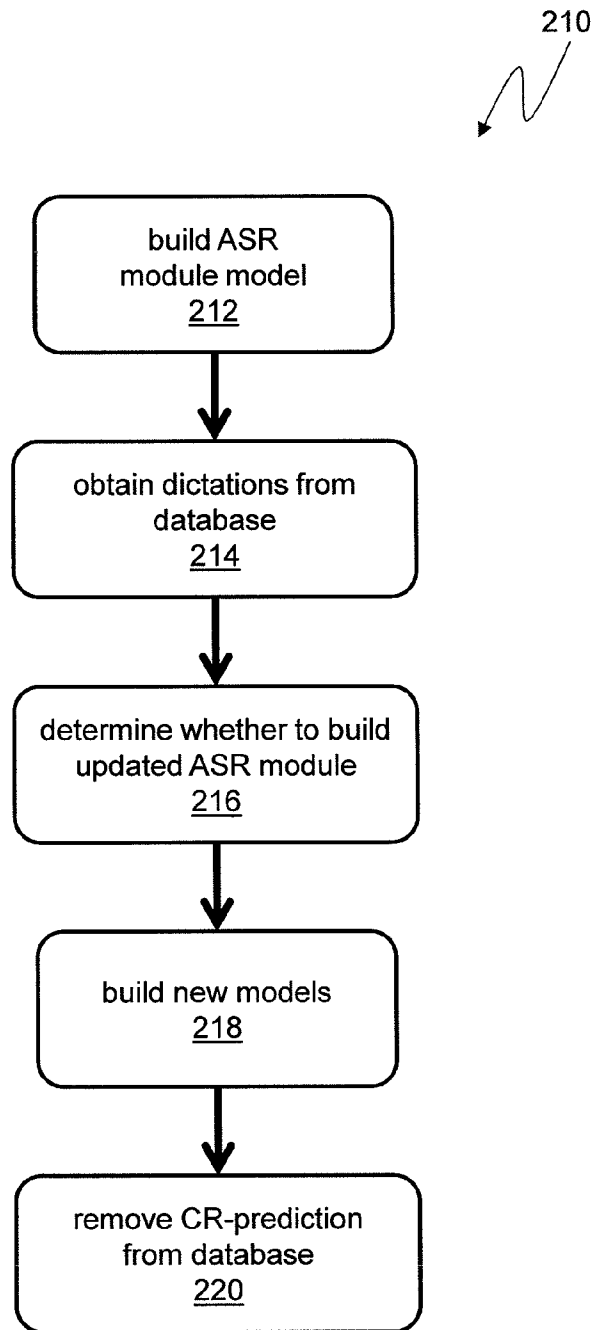 210
build ASR
module model
212
obtain dictations from
database
214
determine whether to build
updated ASR module
216
build new models
218
remove CR-prediction
from database
220